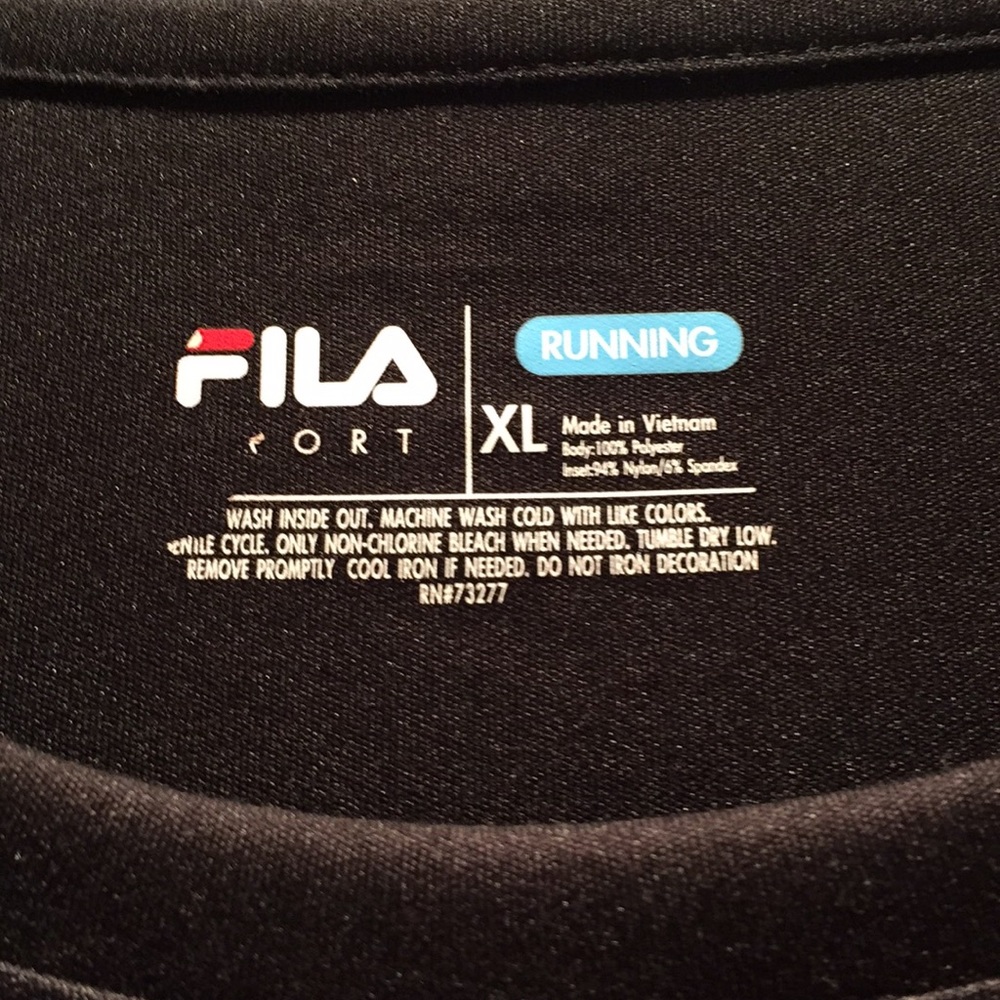 FILA
ORT
RUNNING
XL
Made in Vietnam
Body:100% Polyester
Inset:94% Nylon/6% Spandex
WASH INSIDE OUT. MACHINE WASH COLD WITH LIKE COLORS.
CYCLE. ONLY NON-CHLORINE BLEACH WHEN NEEDED. TUMBLE DRY LOW.
REMOVE PROMPTLY COOL IRON IF NEEDED. DO NOT IRON DECORATION
RN#73277